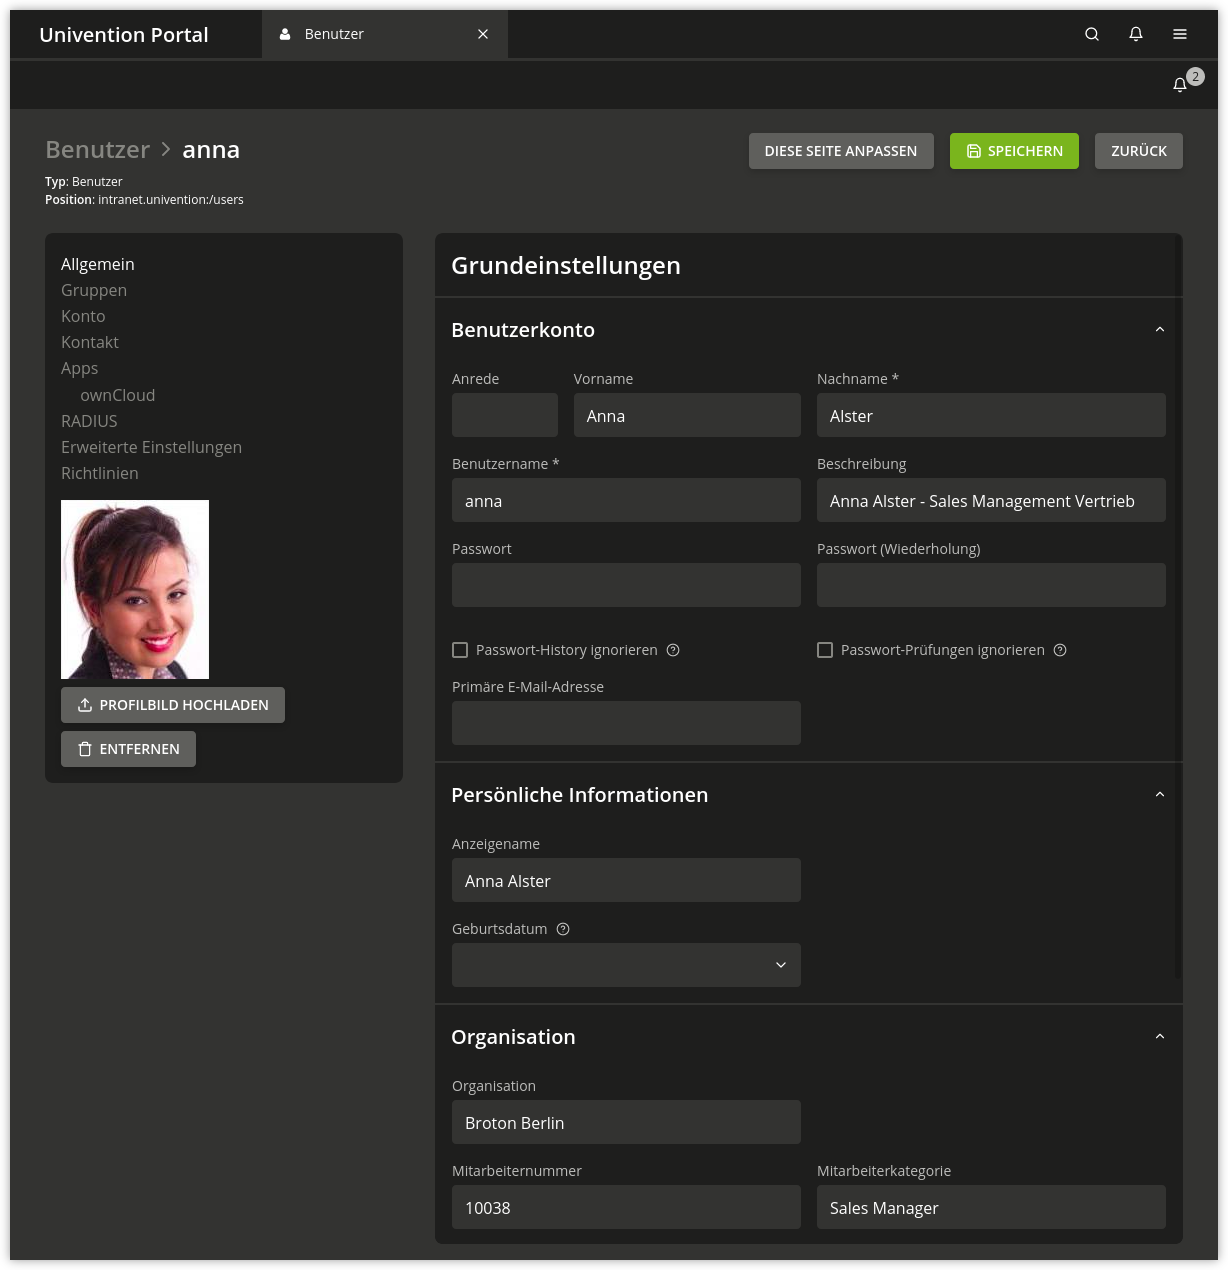 Univention Portal
Benutzer
2
Benutzer > anna
DIESE SEITE ANPASSEN
SPEICHERN
ZURÜCK
Typ: Benutzer
Position: intranet.univention:/users
Allgemein
Gruppen
Konto
Kontakt
Apps
ownCloud
RADIUS
Erweiterte Einstellungen
Richtlinien
PROFILBILD HOCHLADEN
ENTFERNEN
Grundeinstellungen
Benutzerkonto
Anrede
Vorname
Nachname *
Anna
Alster
Benutzername *
Beschreibung
anna
Anna Alster - Sales Management Vertrieb
Passwort
Passwort (Wiederholung)
Passwort-History ignorieren
Passwort-Prüfungen ignorieren
Primäre E-Mail-Adresse
Persönliche Informationen
Anzeigename
Anna Alster
Geburtsdatum
Organisation
Organisation
Broton Berlin
Mitarbeiternummer
Mitarbeiterkategorie
10038
Sales Manager